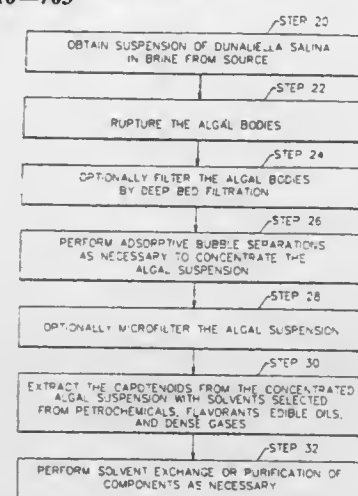 10—705
STEP 20
OBTAIN SUSPENSION OF DUNALIELLA SALINA
IN BRINE FROM SOURCE
STEP 22
RUPTURE THE ALGAL BODIES
STEP 24
OPTIONALLY FILTER THE ALGAL BODIES
BY DEEP BED FILTRATION
STEP 26
PERFORM ADSORPTIVE BUBBLE SEPARATIONS
AS NECESSARY TO CONCENTRATE THE
ALGAL SUSPENSION
STEP 28
OPTIONALLY MICROFILTER THE ALGAL SUSPENSION
STEP 30
EXTRACT THE CAROTENOIDS FROM THE CONCENTRATED
ALGAL SUSPENSION WITH SOLVENTS SELECTED
FROM PETROCHEMICALS, FLAVORANTS EDIBLE OILS,
AND DENSE GASES
STEP 32
PERFORM SOLVENT EXCHANGE OR PURIFICATION OF
COMPONENTS AS NECESSARY